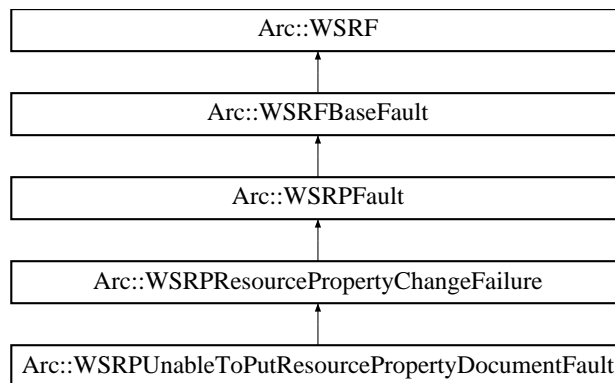 Arc::WSRF
Arc::WSRFBaseFault
Arc::WSRPFault
Arc::WSRPResourcePropertyChangeFailure
Arc::WSRPUnableToPutResourcePropertyDocumentFault